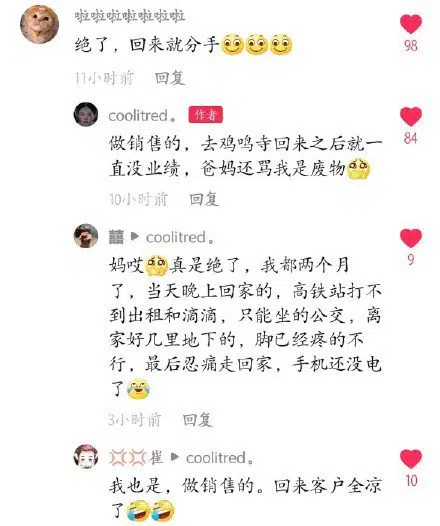 啦啦啦啦啦啦啦啦
绝了，回来就分手
98
11小时前 回复
coolitred。 作者
做销售的，去鸡鸣寺回来之后就一
直没业绩，爸妈还骂我是废物
84
10小时前 回复
囍 ▶ coolitred。
妈哎真是绝了，我都两个月
了，当天晚上回家的，高铁站打不
到出租和滴滴，只能坐的公交，离
家好几里地下的，脚已经疼的不
行，最后忍痛走回家，手机还没电
了
9
3小时前 回复
崔 ▶ coolitred。
我也是，做销售的。回来客户全凉
了
10